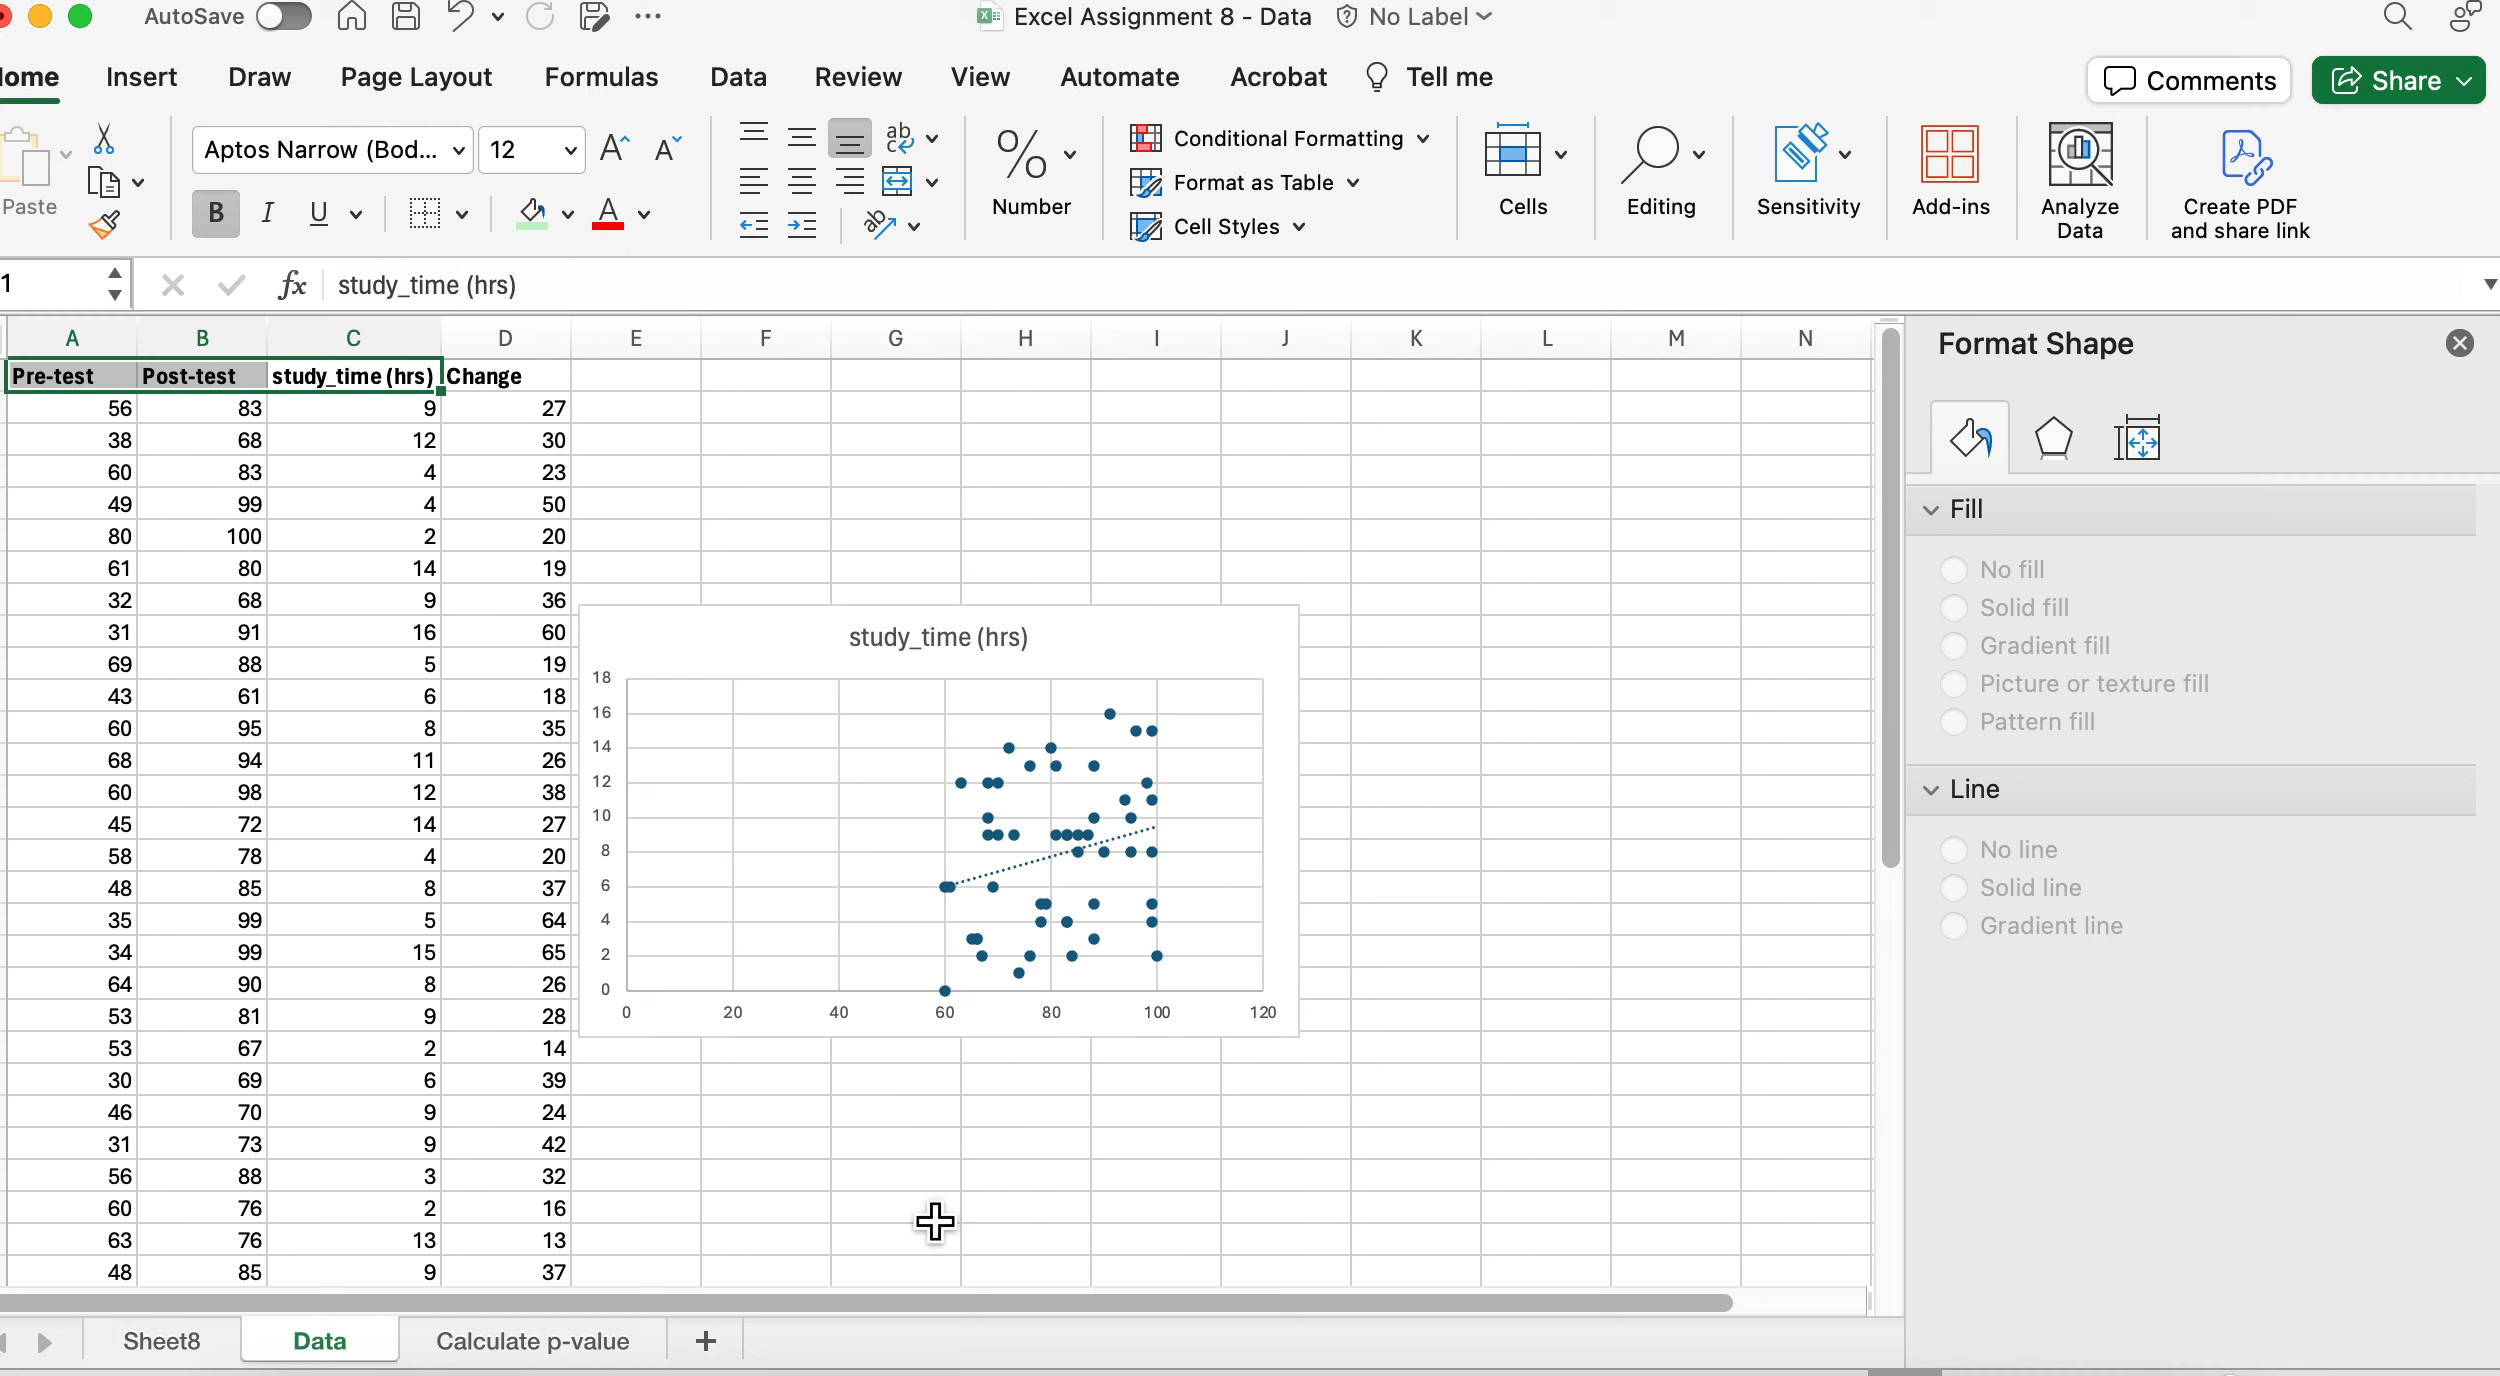 AutoSave
Excel Assignment 8 - Data
No Label
Home Insert Draw Page Layout Formulas Data Review View Automate Acrobat Tell me
Comments Share
Paste
Aptos Narrow (Bod... 12
B I U A
Number
Conditional Formatting
Format as Table
Cell Styles
Cells
Editing
Sensitivity
Add-ins
Analyze Data
Create PDF and share link
1 fx study_time (hrs)
A B C D E F G H I J K L M N
Pre-test Post-test study_time (hrs) Change
56 83 9 27
38 68 12 30
60 83 4 23
49 99 4 50
80 100 2 20
61 80 14 19
32 68 9 36
31 91 16 60
69 88 5 19
43 61 6 18
60 95 8 35
68 94 11 26
60 98 12 38
45 72 14 27
58 78 4 20
48 85 8 37
35 99 5 64
34 99 15 65
64 90 8 26
53 81 9 28
53 67 2 14
30 69 6 39
46 70 9 24
31 73 9 42
56 88 3 32
60 76 2 16
63 76 13 13
48 85 9 37
study_time (hrs)
18
16
14
12
10
8
6
4
2
0
0 20 40 60 80 100 120
Format Shape
Fill
No fill
Solid fill
Gradient fill
Picture or texture fill
Pattern fill
Line
No line
Solid line
Gradient line
Sheet8 Data Calculate p-value +